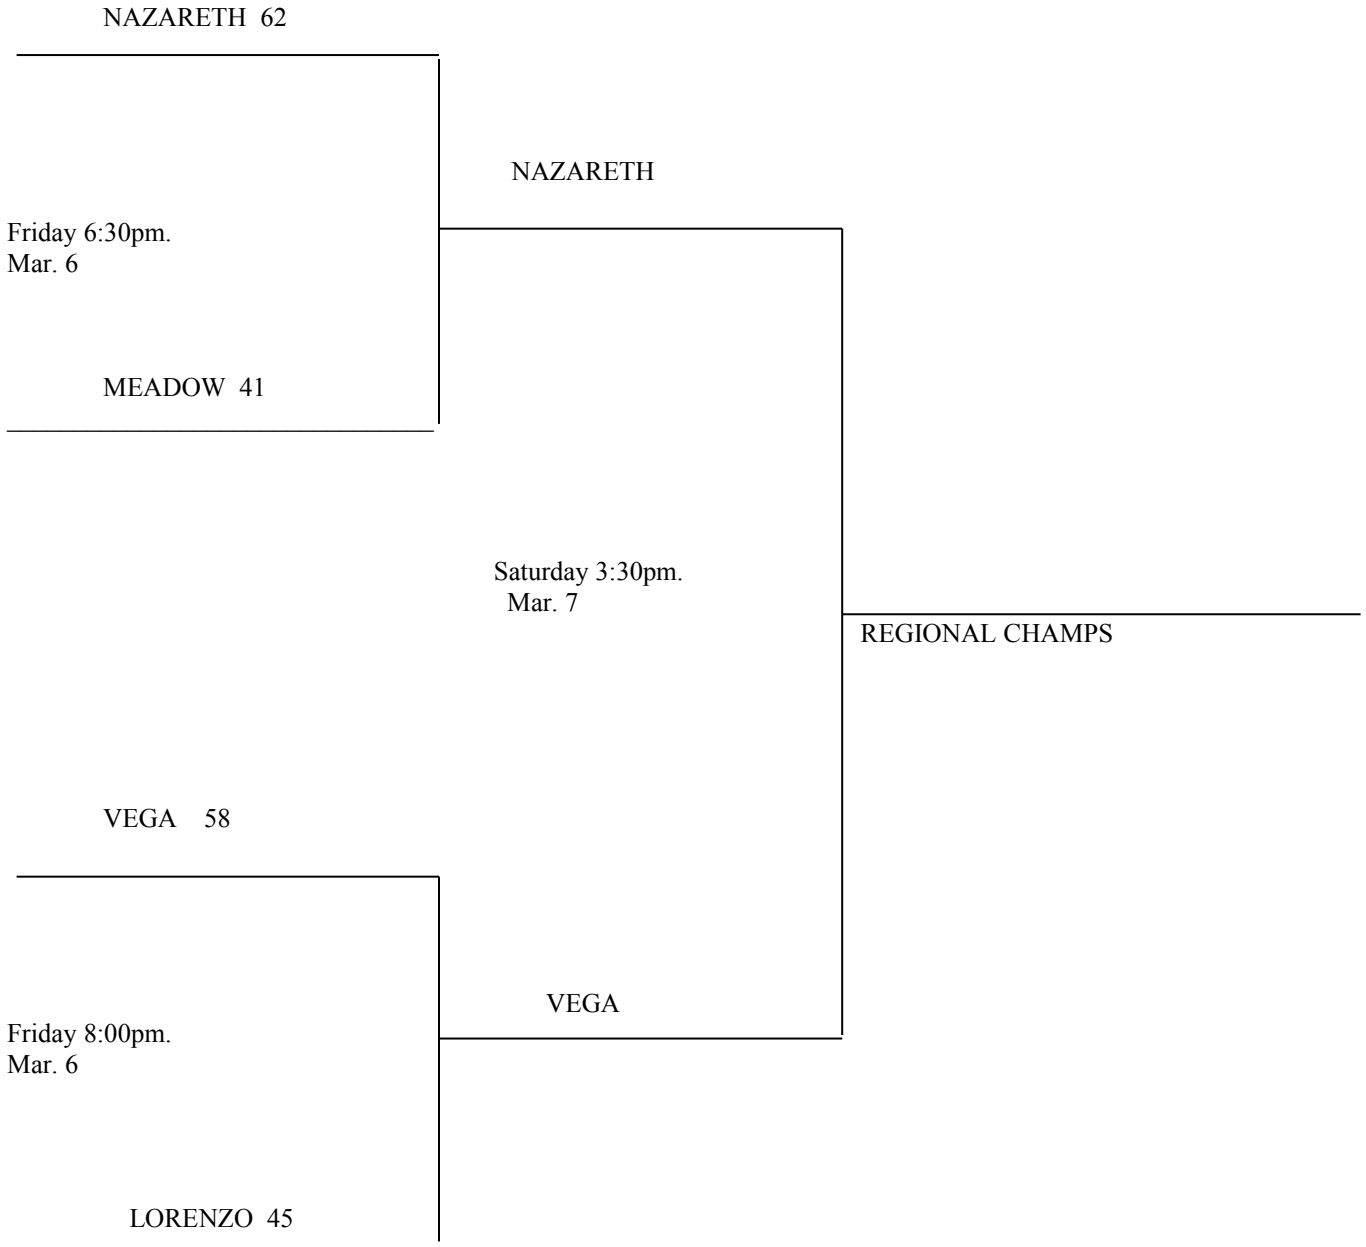 NAZARETH 62
NAZARETH
Friday 6:30pm.
Mar. 6
MEADOW 41
Saturday 3:30pm.
Mar. 7
REGIONAL CHAMPS
VEGA 58
VEGA
Friday 8:00pm.
Mar. 6
LORENZO 45